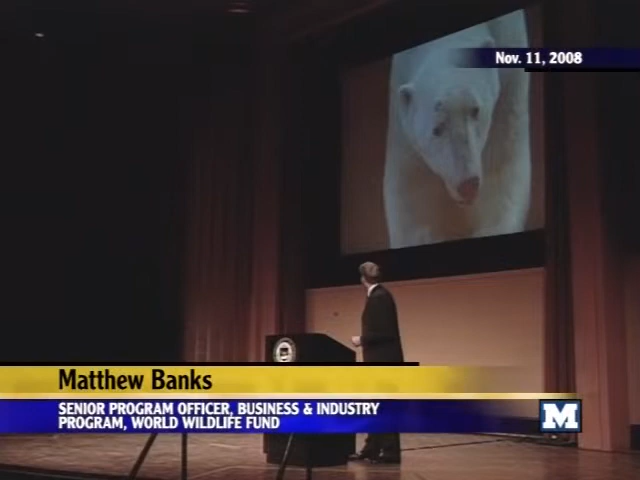 Nov. 11, 2008
Matthew Banks
SENIOR PROGRAM OFFICER, BUSINESS & INDUSTRY
PROGRAM, WORLD WILDLIFE FUND
M